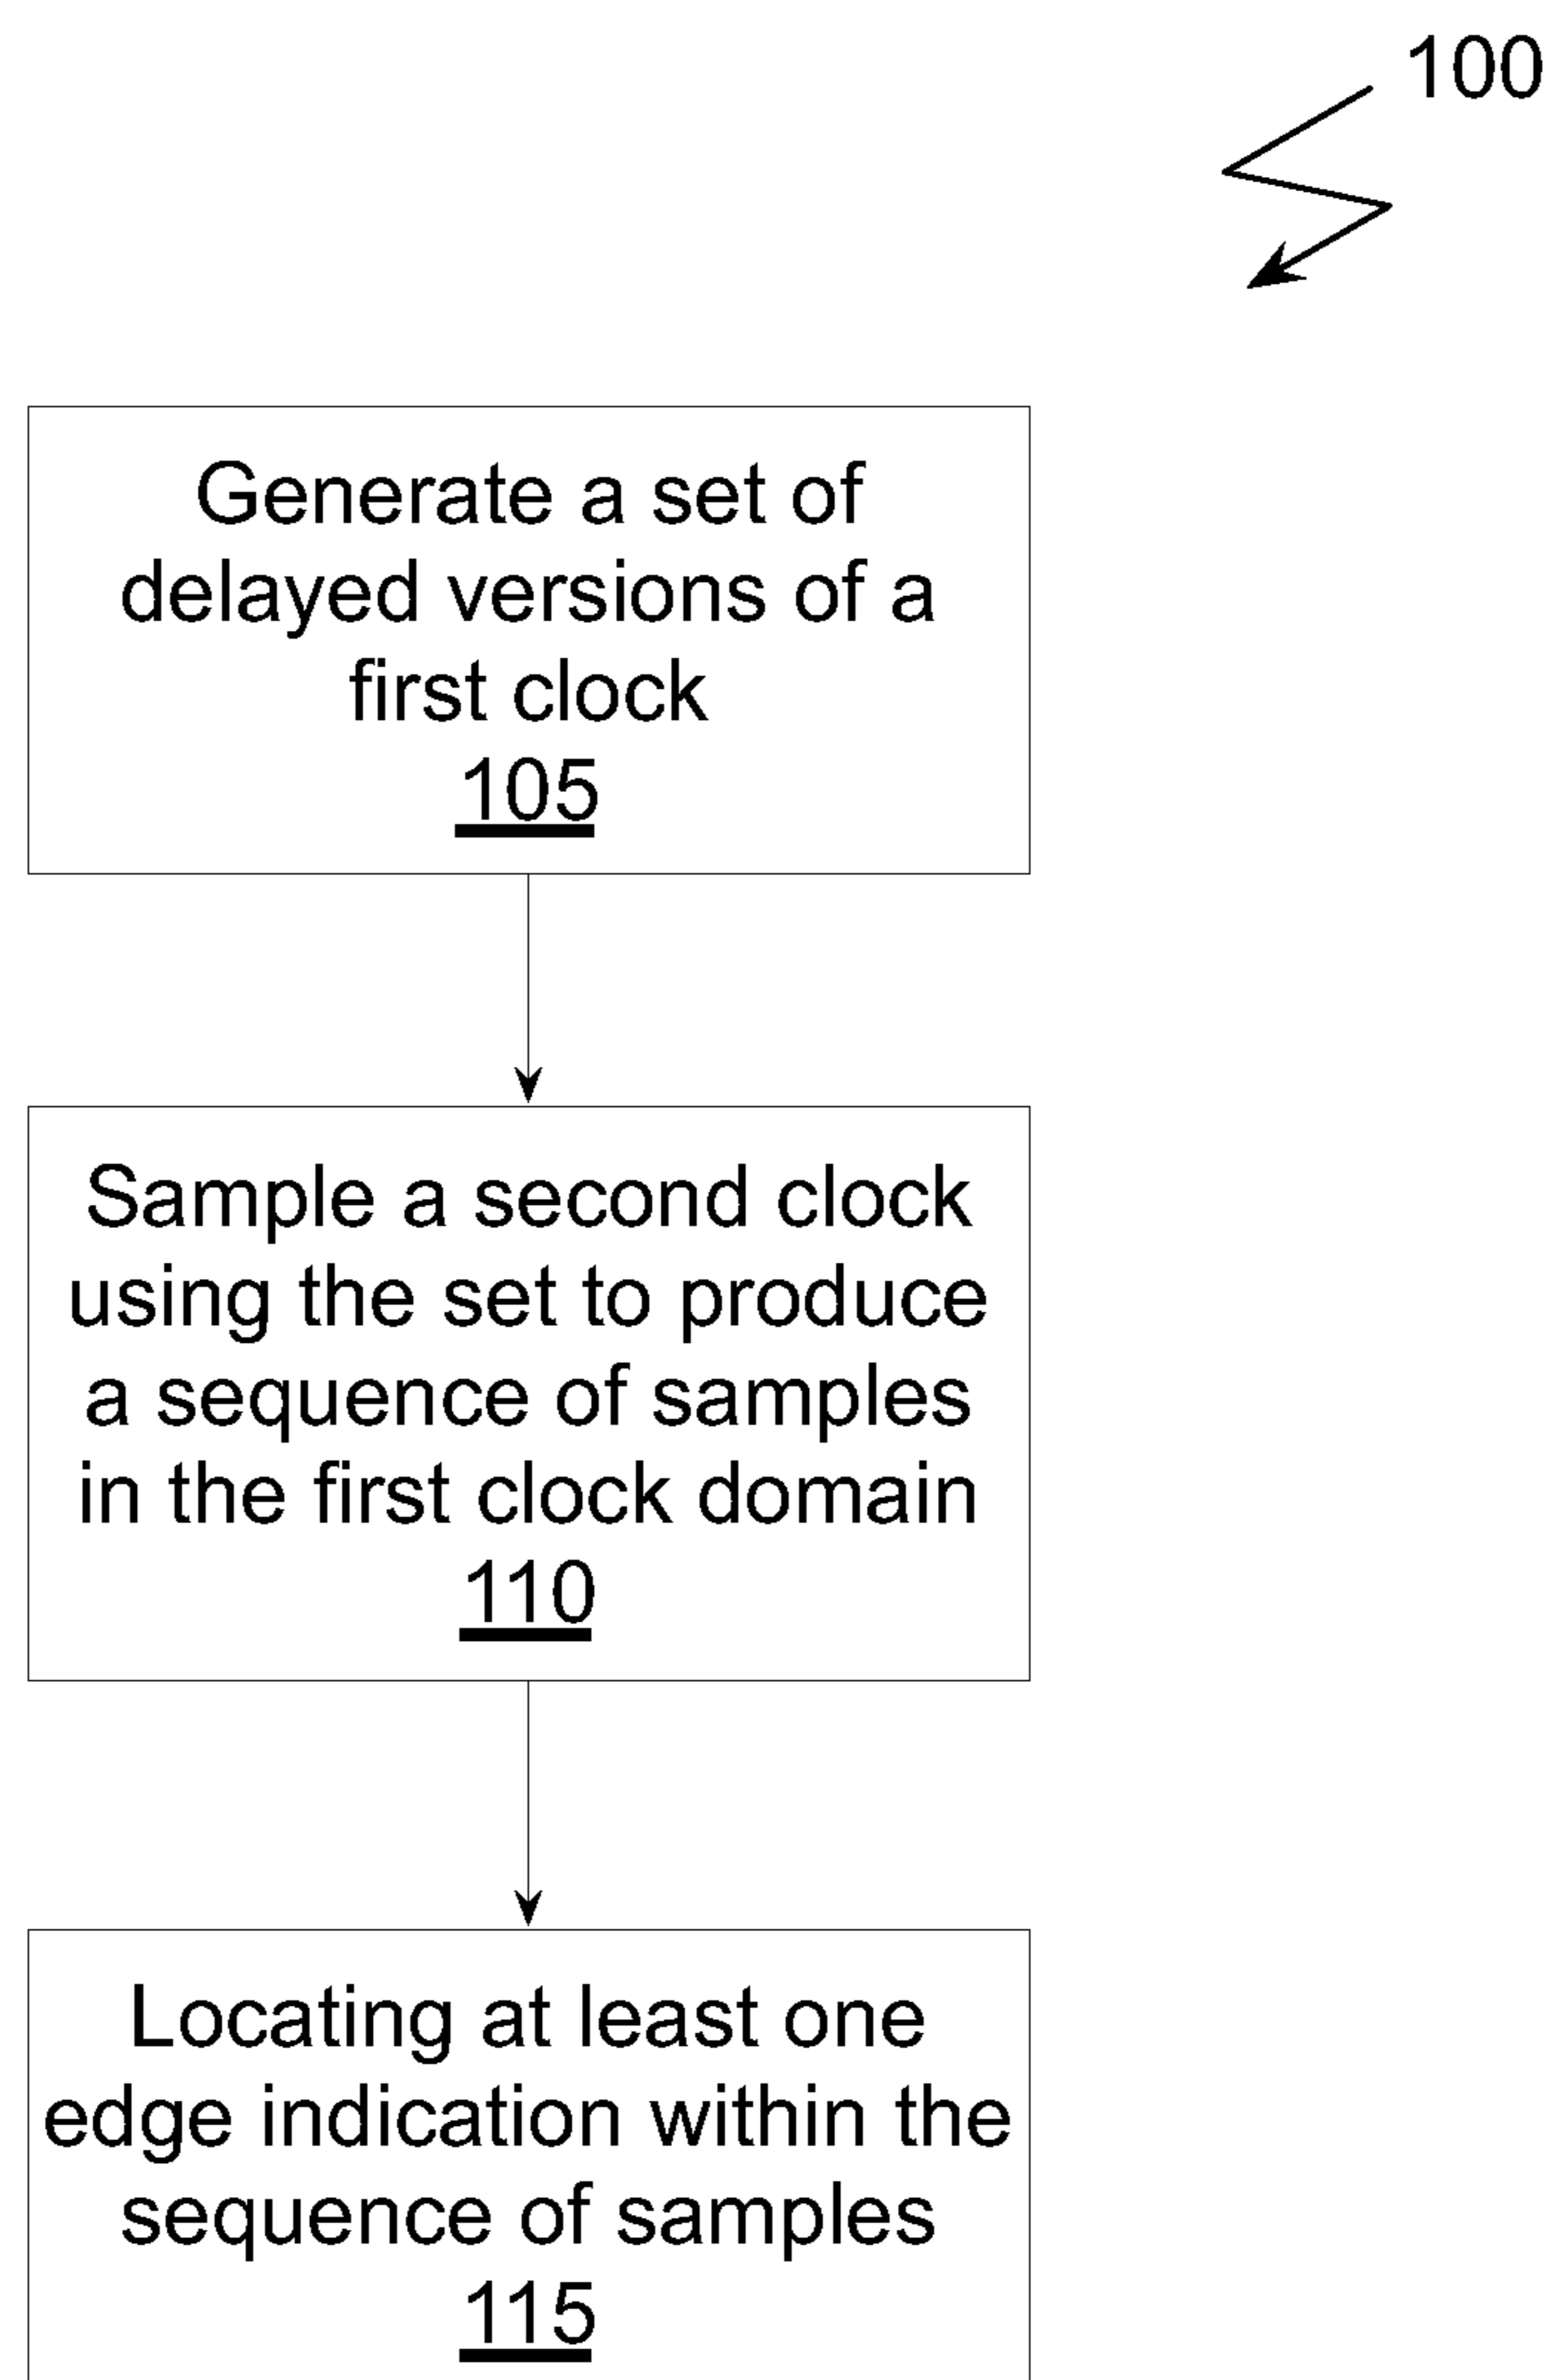 100
Generate a set of
delayed versions of a
first clock
105
Sample a second clock
using the set to produce
a sequence of samples
in the first clock domain
110
Locating at least one
edge indication within the
sequence of samples
115